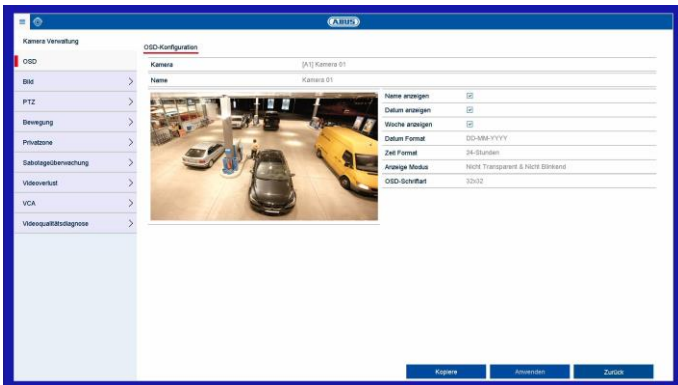 ABUS
Kamera Verwaltung
OSD-Konfiguration
OSD
Kamera [A1] Kamera 01
Bild
Name Kamera 01
PTZ
Bewegung
Privatzone
Sabotageüberwachung
Videoverlust
VCA
Videoqualitätsdiagnose
Name anzeigen
Datum anzeigen
Woche anzeigen
Datum Format DD-MM-YYYY
Zeit Format 24-Stunden
Anzeige Modus Nicht Transparent & Nicht Blinkend
OSD-Schriftart 32x32
Kopiere Anwenden Zurück